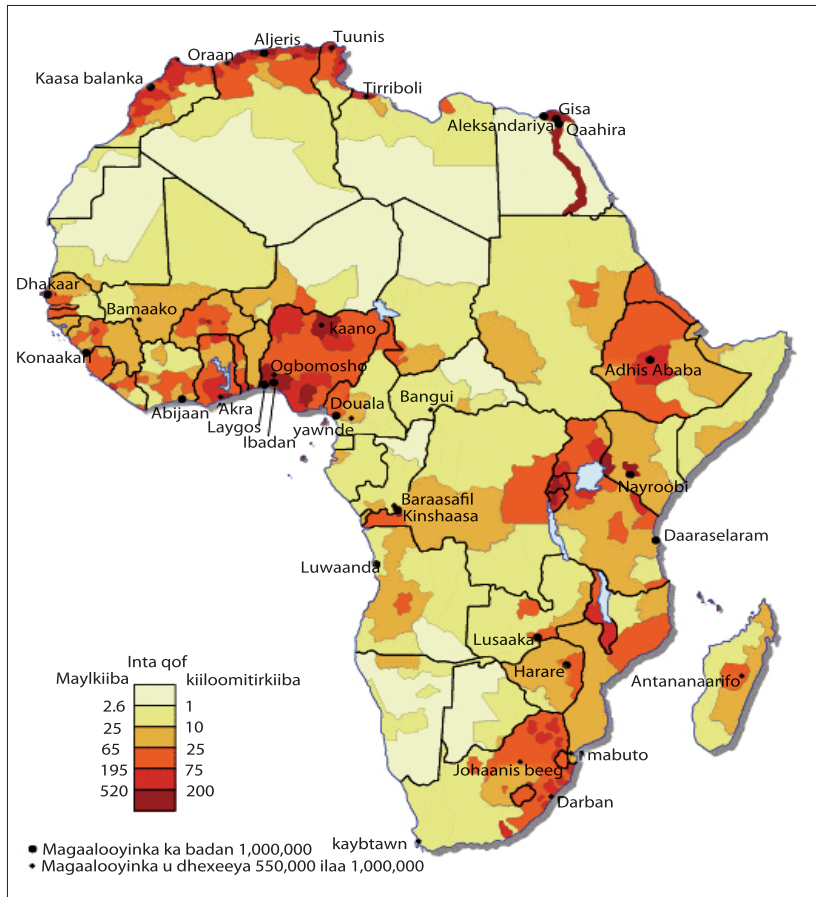 Tuunis
Aljeris
Oraan
Kaasa balanka
Tirriboli
Gisa
Aleksandariya
Qaahira
Dhakaar
Bamaako
kaano
Konaakan
Ogbomosho
Adhis Ababa
Abijaan
Akra
Laygos
Ibadan
Douala
yawnde
Bangui
Nayroobi
Baraasafil
Kinshaasa
Daaraselaram
Luwaanda
Lusaaka
Harare
Antananaarifo
mabuto
Johaanis beeg
Darban
kaybtawn
Inta qof
Maylkiiba kiiloomitirkiiba
2.6 1
25 10
65 25
195 75
520 200
Magaalooyinka ka badan 1,000,000
Magaalooyinka u dhexeeya 550,000 ilaa 1,000,000